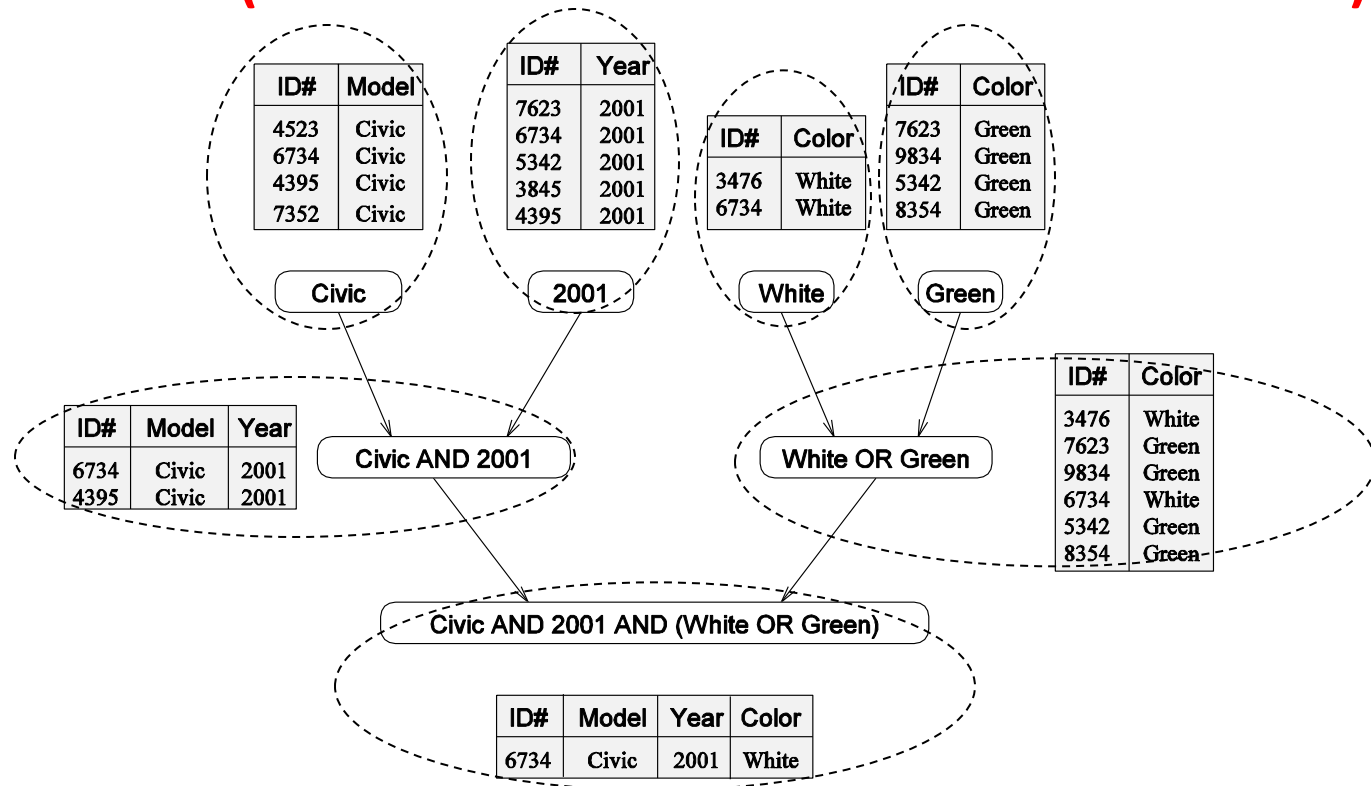 (
)
ID# Model
4523 Civic
6734 Civic
4395 Civic
7352 Civic
ID# Year
7623 2001
6734 2001
5342 2001
3845 2001
4395 2001
ID# Color
3476 White
6734 White
ID# Color
7623 Green
9834 Green
5342 Green
8354 Green
Civic
2001
White
Green
ID# Model Year
6734 Civic 2001
4395 Civic 2001
Civic AND 2001
White OR Green
ID# Color
3476 White
7623 Green
9834 Green
6734 White
5342 Green
8354 Green
Civic AND 2001 AND (White OR Green)
ID# Model Year Color
6734 Civic 2001 White